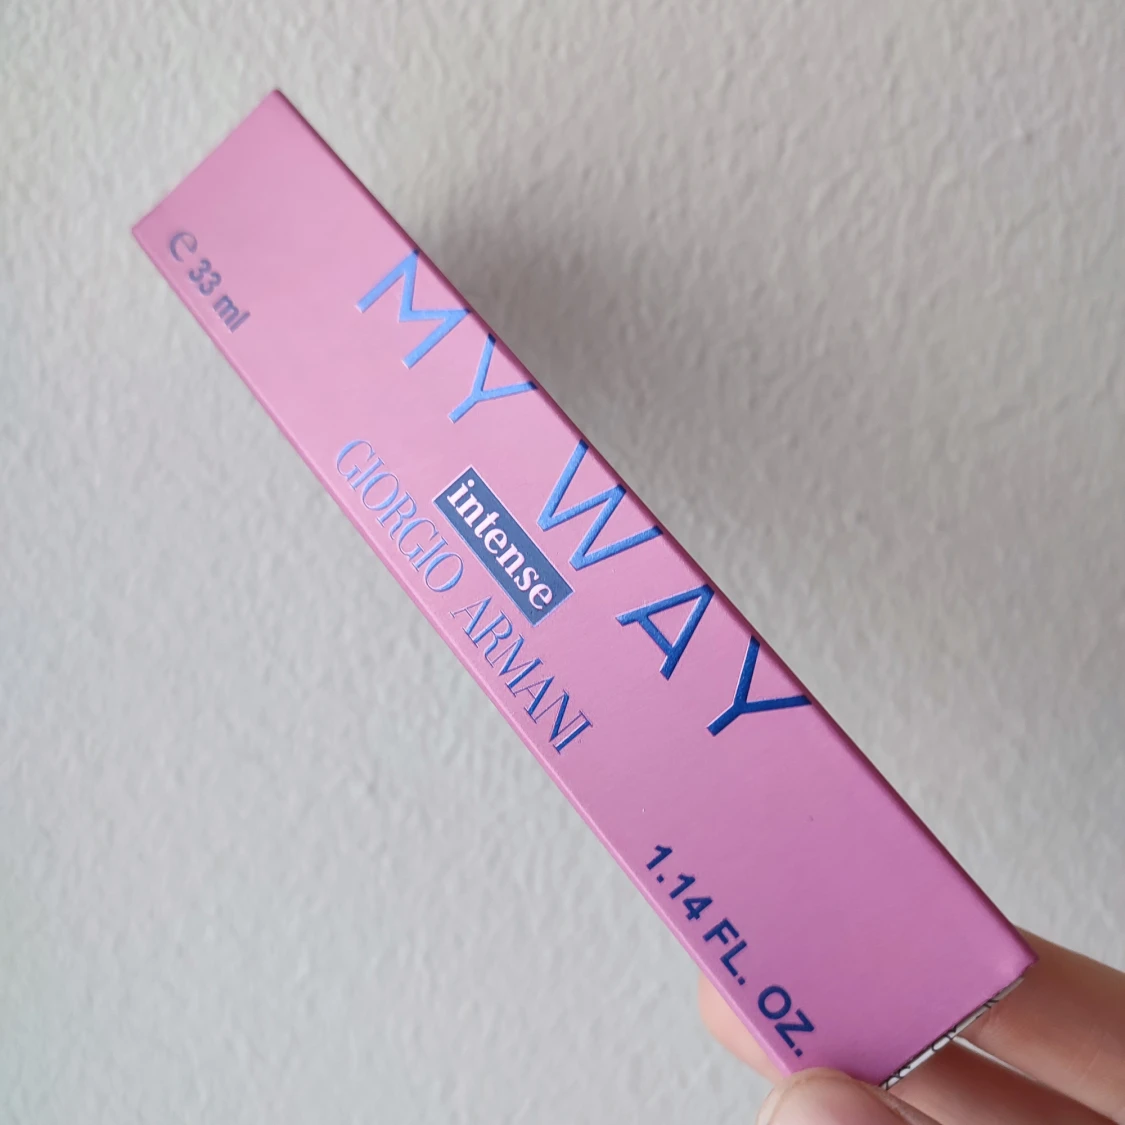 MY WAY
intense
GIORGIO ARMANI
℮ 33 ml
1.14 FL. OZ.